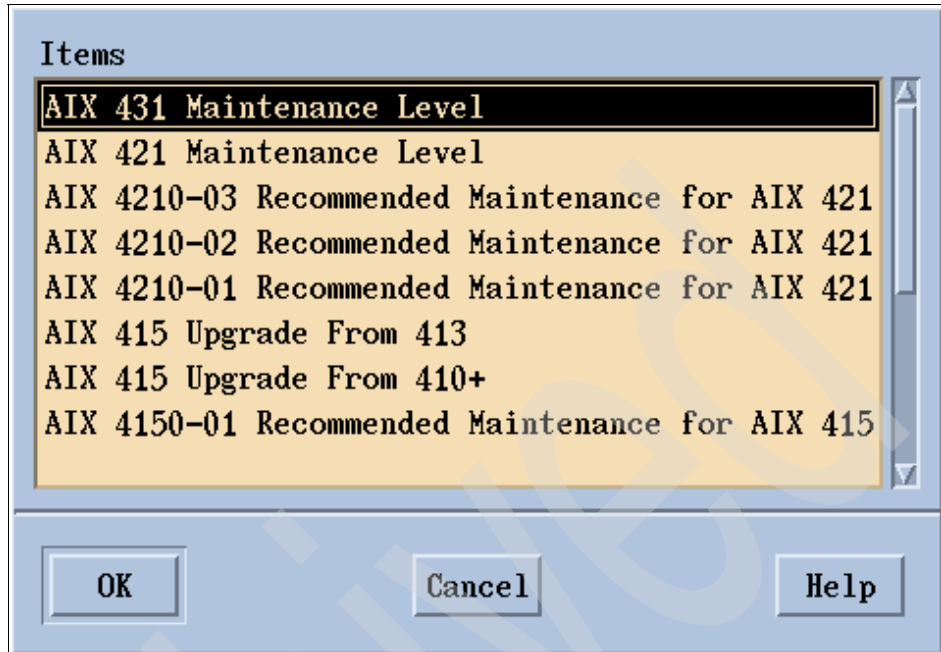 Items
AIX 431 Maintenance Level
AIX 421 Maintenance Level
AIX 4210-03 Recommended Maintenance for AIX 421
AIX 4210-02 Recommended Maintenance for AIX 421
AIX 4210-01 Recommended Maintenance for AIX 421
AIX 415 Upgrade From 413
AIX 415 Upgrade From 410+
AIX 4150-01 Recommended Maintenance for AIX 415
OK Cancel Help